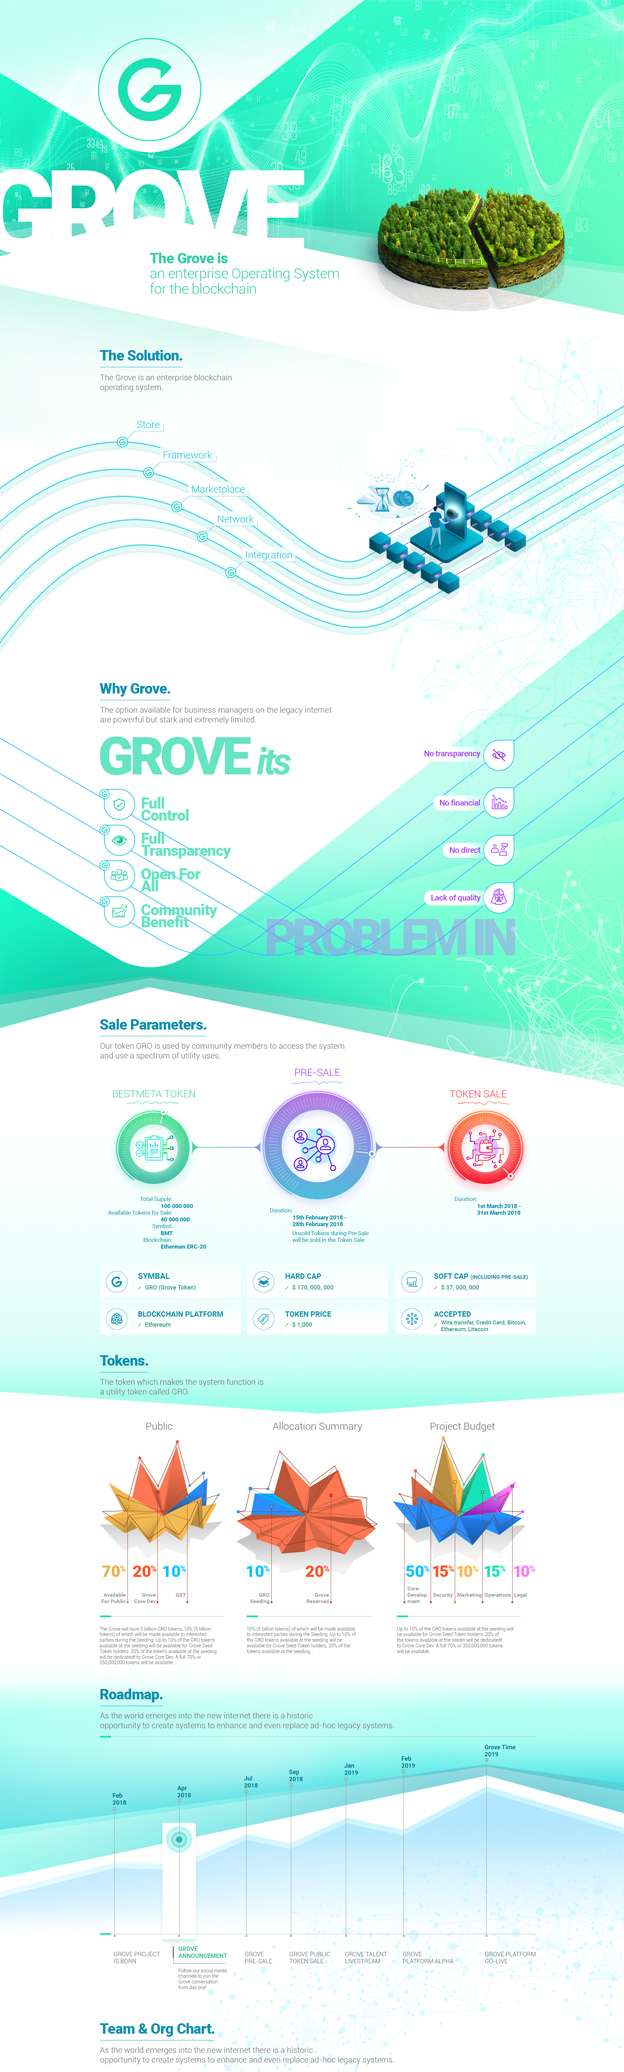 GROVE
The Grove is
an enterprise Operating System
for the blockchain
The Solution.
The Grove is an enterprise blockchain
operating system.
Store
Framework
Marketplace
Network
Integration
Why Grove.
The option available for business managers on the legacy internet
are powerful but stark and extremely limited.
GROVE its
Full
Control
Full
Transparency
Open For
All
Community
Benefit
No transparency
No financial
No direct
Lack of quality
PROBLEM IN
Sale Parameters.
Our token GRO is used by community members to access the system
and use a spectrum of utility uses.
BESTMETA TOKEN
Total Supply:
100 000 000
Available Tokens for Sale:
40 000 000
Symbol:
BMT
Blockchain:
Ethereum ERC-20
PRE-SALE
Duration:
15th February 2018 -
28th February 2018
Unsold Tokens during Pre-Sale
will be sold in the Token Sale.
TOKEN SALE
Duration:
1st March 2018 -
31st March 2018
SYMBAL
GRO (Grove Token)
HARD CAP
$ 170, 000, 000
SOFT CAP (INCLUDING PRE-SALE)
$ 37, 000, 000
BLOCKCHAIN PLATFORM
Ethereum
TOKEN PRICE
$ 1,000
ACCEPTED
Wire transfer, Credit Card, Bitcoin,
Ethereum, Litecoin
Tokens.
The token which makes the system function is
a utility token called GRO.
Public
70% 20% 10%
Available
For Public
Grove
Core Dev
GST
The Grove will have 5 billion GRO tokens, 10% (5 billion
tokens) of which will be made available to interested
parties during the Seeding. Up to 10% of the GRO tokens
available at the seeding will be available for Grove Seed
Token holders. 20% of the tokens available at the seeding
will be dedicatedt to Grove Core Dev. A full 70% or
350,000,000 tokens will be available
Allocation Summary
10% 20%
GRO
Seeding
Grove
Reserved
10% (5 billion tokens) of which will be made available
to interested parties during the Seeding. Up to 10% of
the GRO tokens available at the seeding will be
available for Grove Seed Token holders. 20% of the
tokens available at the seeding
Project Budget
50% 15% 10% 15% 10%
Core
Develop
ment
Security
Marketing
Operations
Legal
Up to 10% of the GRO tokens available at the seeding will
be available for Grove Seed Token holders. 20% of
the tokens available at the seedin will be dedicatedt
to Grove Core Dev. A full 70% or 350,000,000 tokens
will be available
Roadmap.
As the world emerges into the new internet there is a historic
opportunity to create systems to enhance and even replace ad-hoc legacy systems.
Feb
2018
Apr
2018
Jul
2018
Sep
2018
Jan
2019
Feb
2019
Grove Time
2019
GROVE PROJECT
IS BORN
GROVE
ANNOUNCEMENT
Follow our social media
channels to join the
Grove conversation
from day one!
GROVE
PRE-SALE
GROVE PUBLIC
TOKEN SALE
GROVE TALENT
LIVESTREAM
GROVE
PLATFORM ALPHA
GROVE PLATFORM
GO-LIVE
Team & Org Chart.
As the world emerges into the new internet there is a historic
opportunity to create systems to enhance and even replace ad-hoc legacy systems.